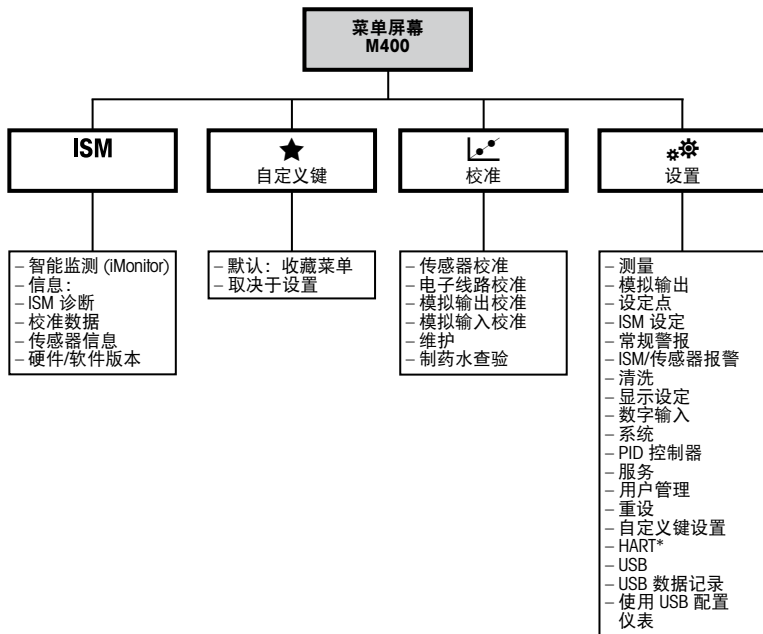 菜单屏幕
M400
ISM
自定义键
校准
设置
– 智能监测 (iMonitor)
– 信息：
– ISM 诊断
– 校准数据
– 传感器信息
– 硬件/软件版本
– 默认：收藏菜单
– 取决于设置
– 传感器校准
– 电子线路校准
– 模拟输出校准
– 模拟输入校准
– 维护
– 制药水查验
– 测量
– 模拟输出
– 设定点
– ISM 设定
– 常规警报
– ISM/传感器报警
– 清洗
– 显示设定
– 数字输入
– 系统
– PID 控制器
– 服务
– 用户管理
– 重设
– 自定义键设置
– HART*
– USB
– USB 数据记录
– 使用 USB 配置
仪表